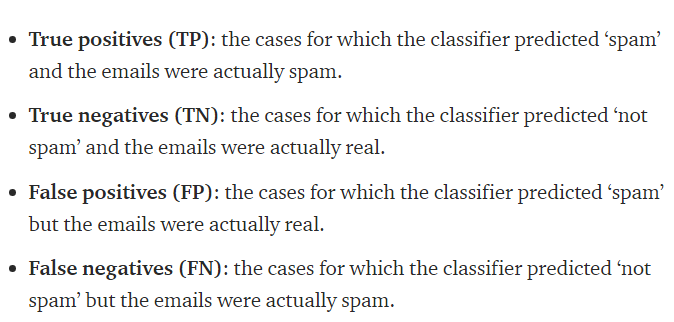 • True positives (TP): the cases for which the classifier predicted ‘spam’
and the emails were actually spam.
• True negatives (TN): the cases for which the classifier predicted ‘not
spam’ and the emails were actually real.
• False positives (FP): the cases for which the classifier predicted ‘spam’
but the emails were actually real.
• False negatives (FN): the cases for which the classifier predicted ‘not
spam’ but the emails were actually spam.